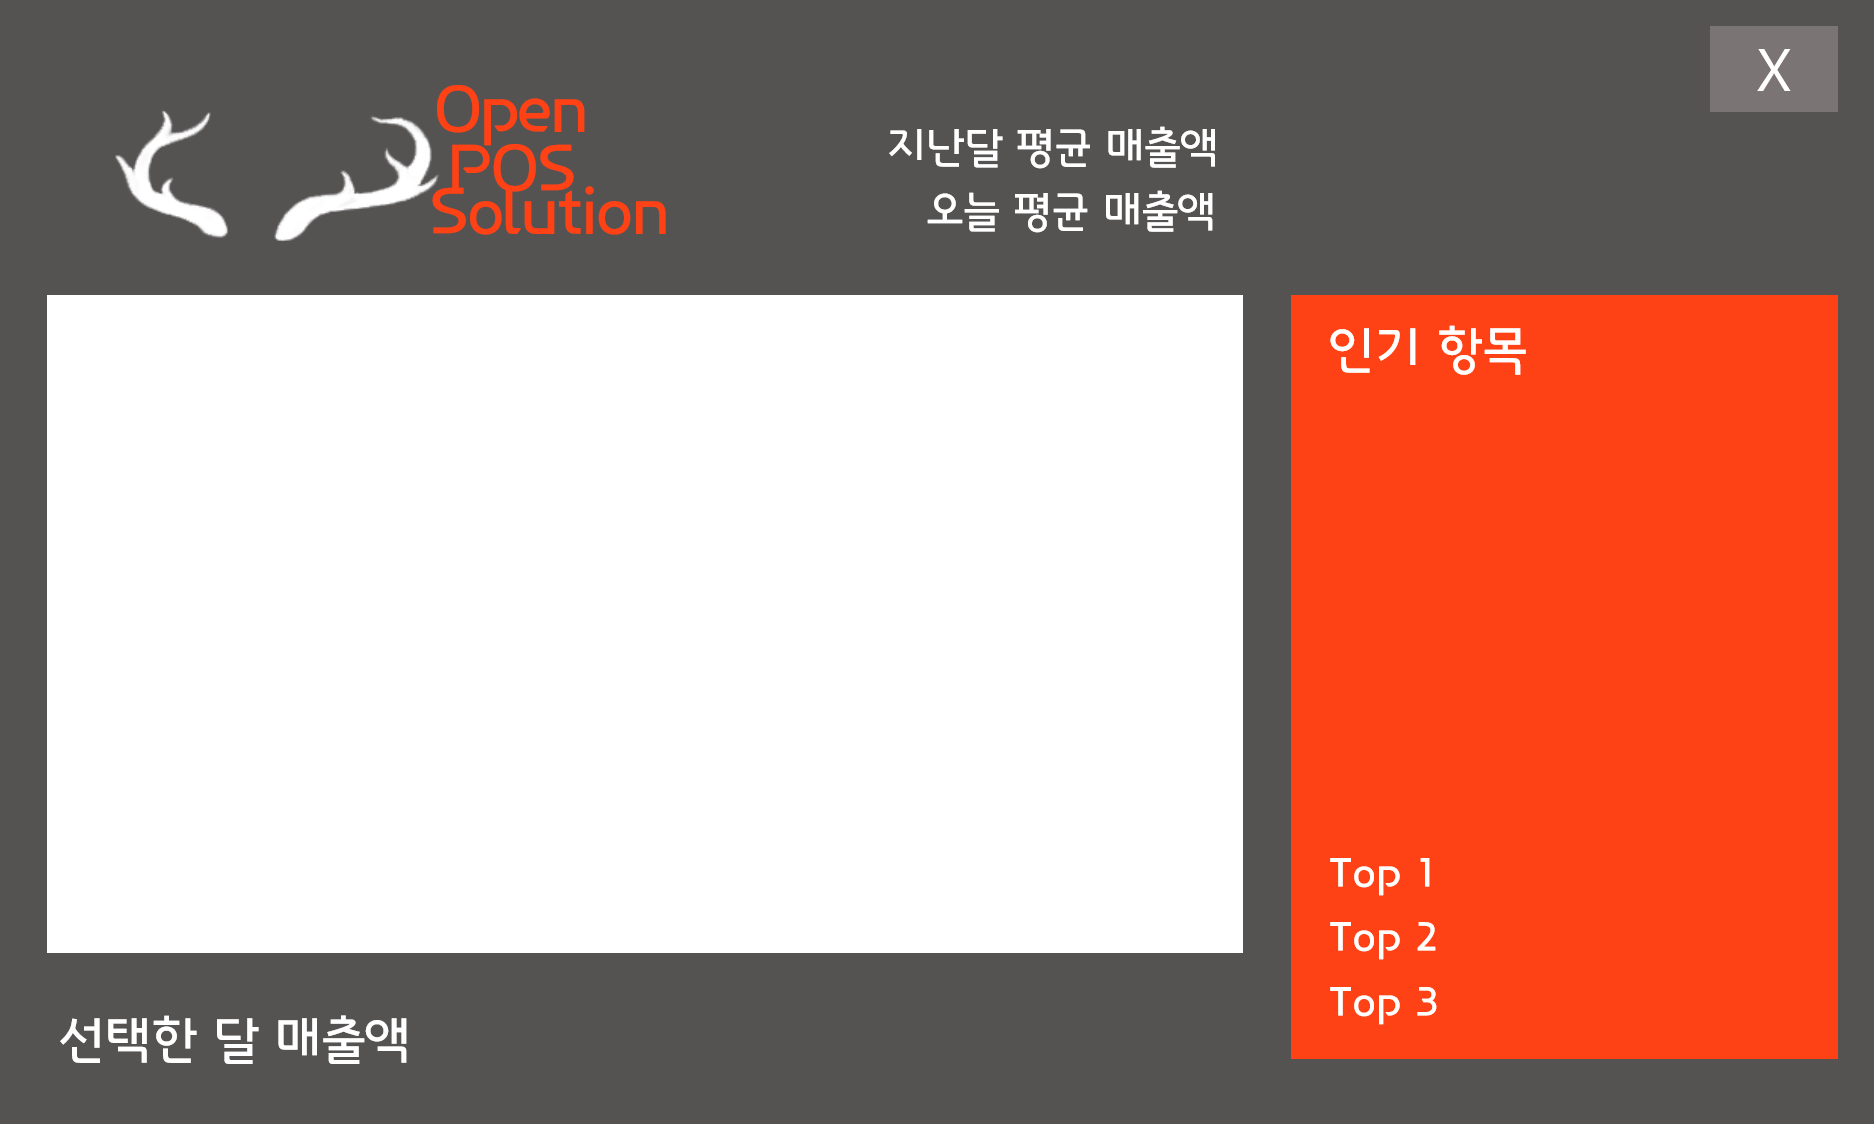 X
Open
POS
Solution
지난달 평균 매출액
오늘 평균 매출액
인기 항목
Top 1
Top 2
Top 3
선택한 달 매출액